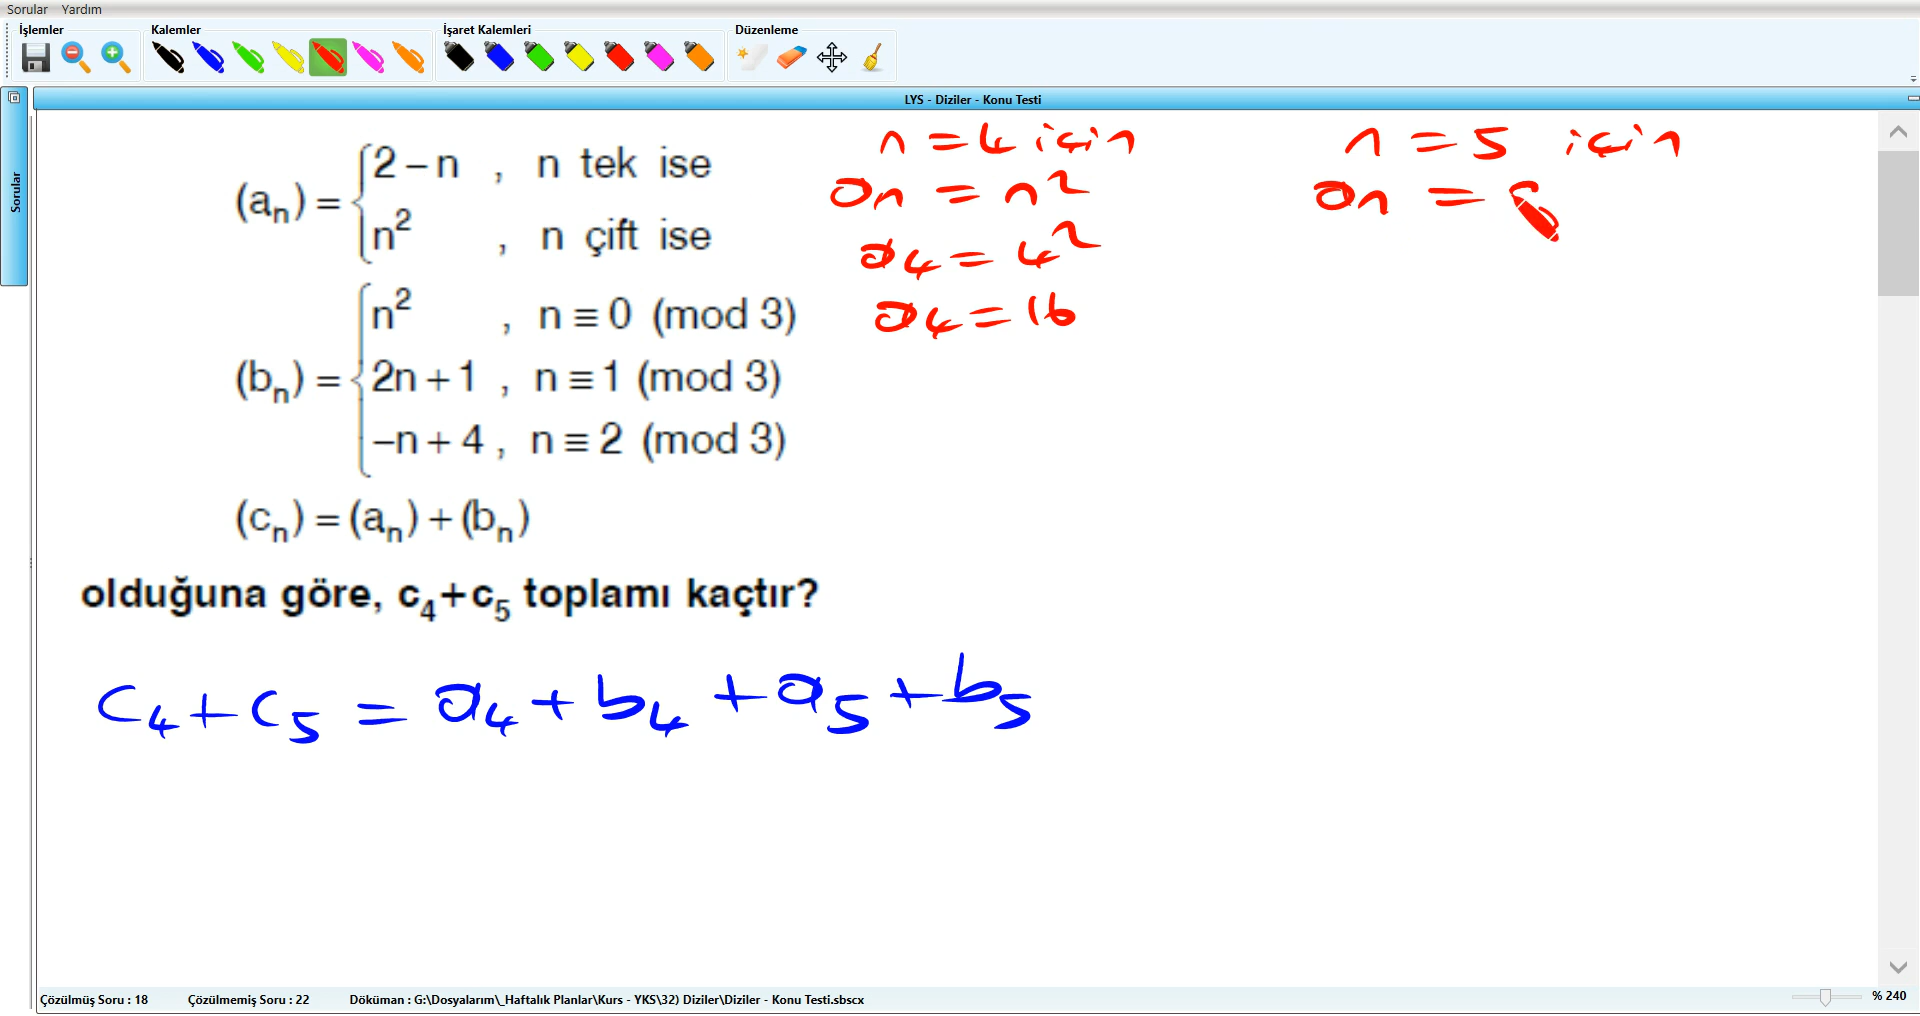 Sorular Yardım
İşlemler Kalemler İşaret Kalemleri Düzenleme
LYS - Diziler - Konu Testi
Sorular
(aₙ) = { 2 − n , n tek ise
n² , n çift ise
(bₙ) = { n² , n ≡ 0 (mod 3)
2n + 1 , n ≡ 1 (mod 3)
−n + 4 , n ≡ 2 (mod 3)
(cₙ) = (aₙ) + (bₙ)
olduğuna göre, c₄+c₅ toplamı kaçtır?
n = 4 için
aₙ = n²
a₄ = 4²
a₄ = 16
n = 5 için
aₙ =
c₄ + c₅ = a₄ + b₄ + a₅ + b₅
Çözülmüş Soru : 18 Çözülmemiş Soru : 22 Döküman : G:\Dosyalarım\_Haftalık Planlar\Kurs - YKS\32) Diziler\Diziler - Konu Testi.sbscx % 240